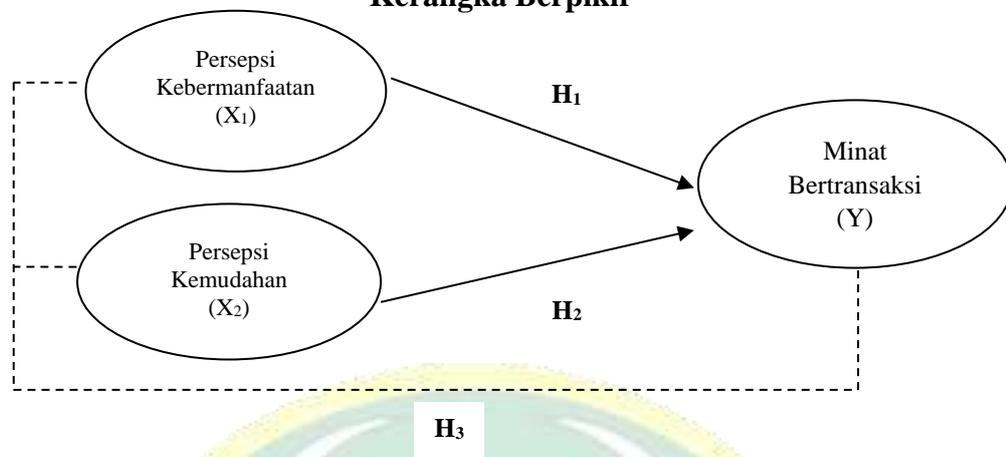 Kerangka Berpikir
Persepsi
Kebermanfaatan
(X₁)
H₁
Minat
Bertransaksi
(Y)
Persepsi
Kemudahan
(X₂)
H₂
H₃